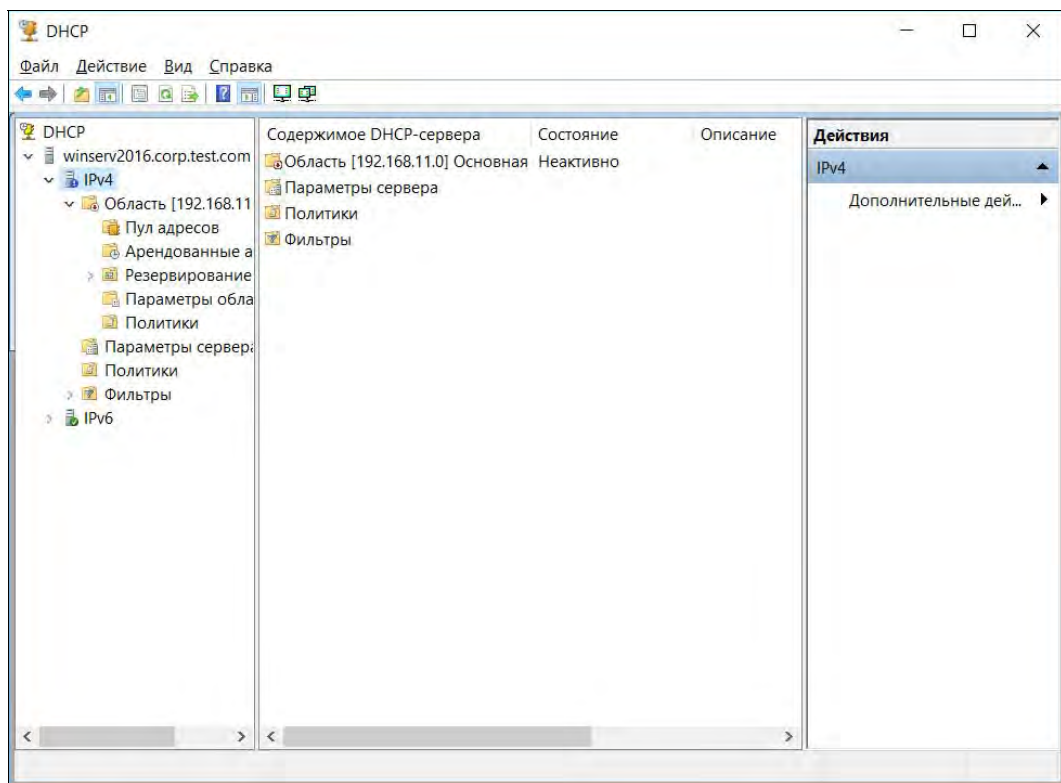 DHCP
Файл Действие Вид Справка
DHCP
winserv2016.corp.test.com
IPv4
Область [192.168.11
Пул адресов
Арендованные а
Резервирование
Параметры обла
Политики
Параметры сервера
Политики
Фильтры
IPv6
Содержимое DHCP-сервера Состояние Описание
Область [192.168.11.0] Основная Неактивно
Параметры сервера
Политики
Фильтры
Действия
IPv4
Дополнительные дей...